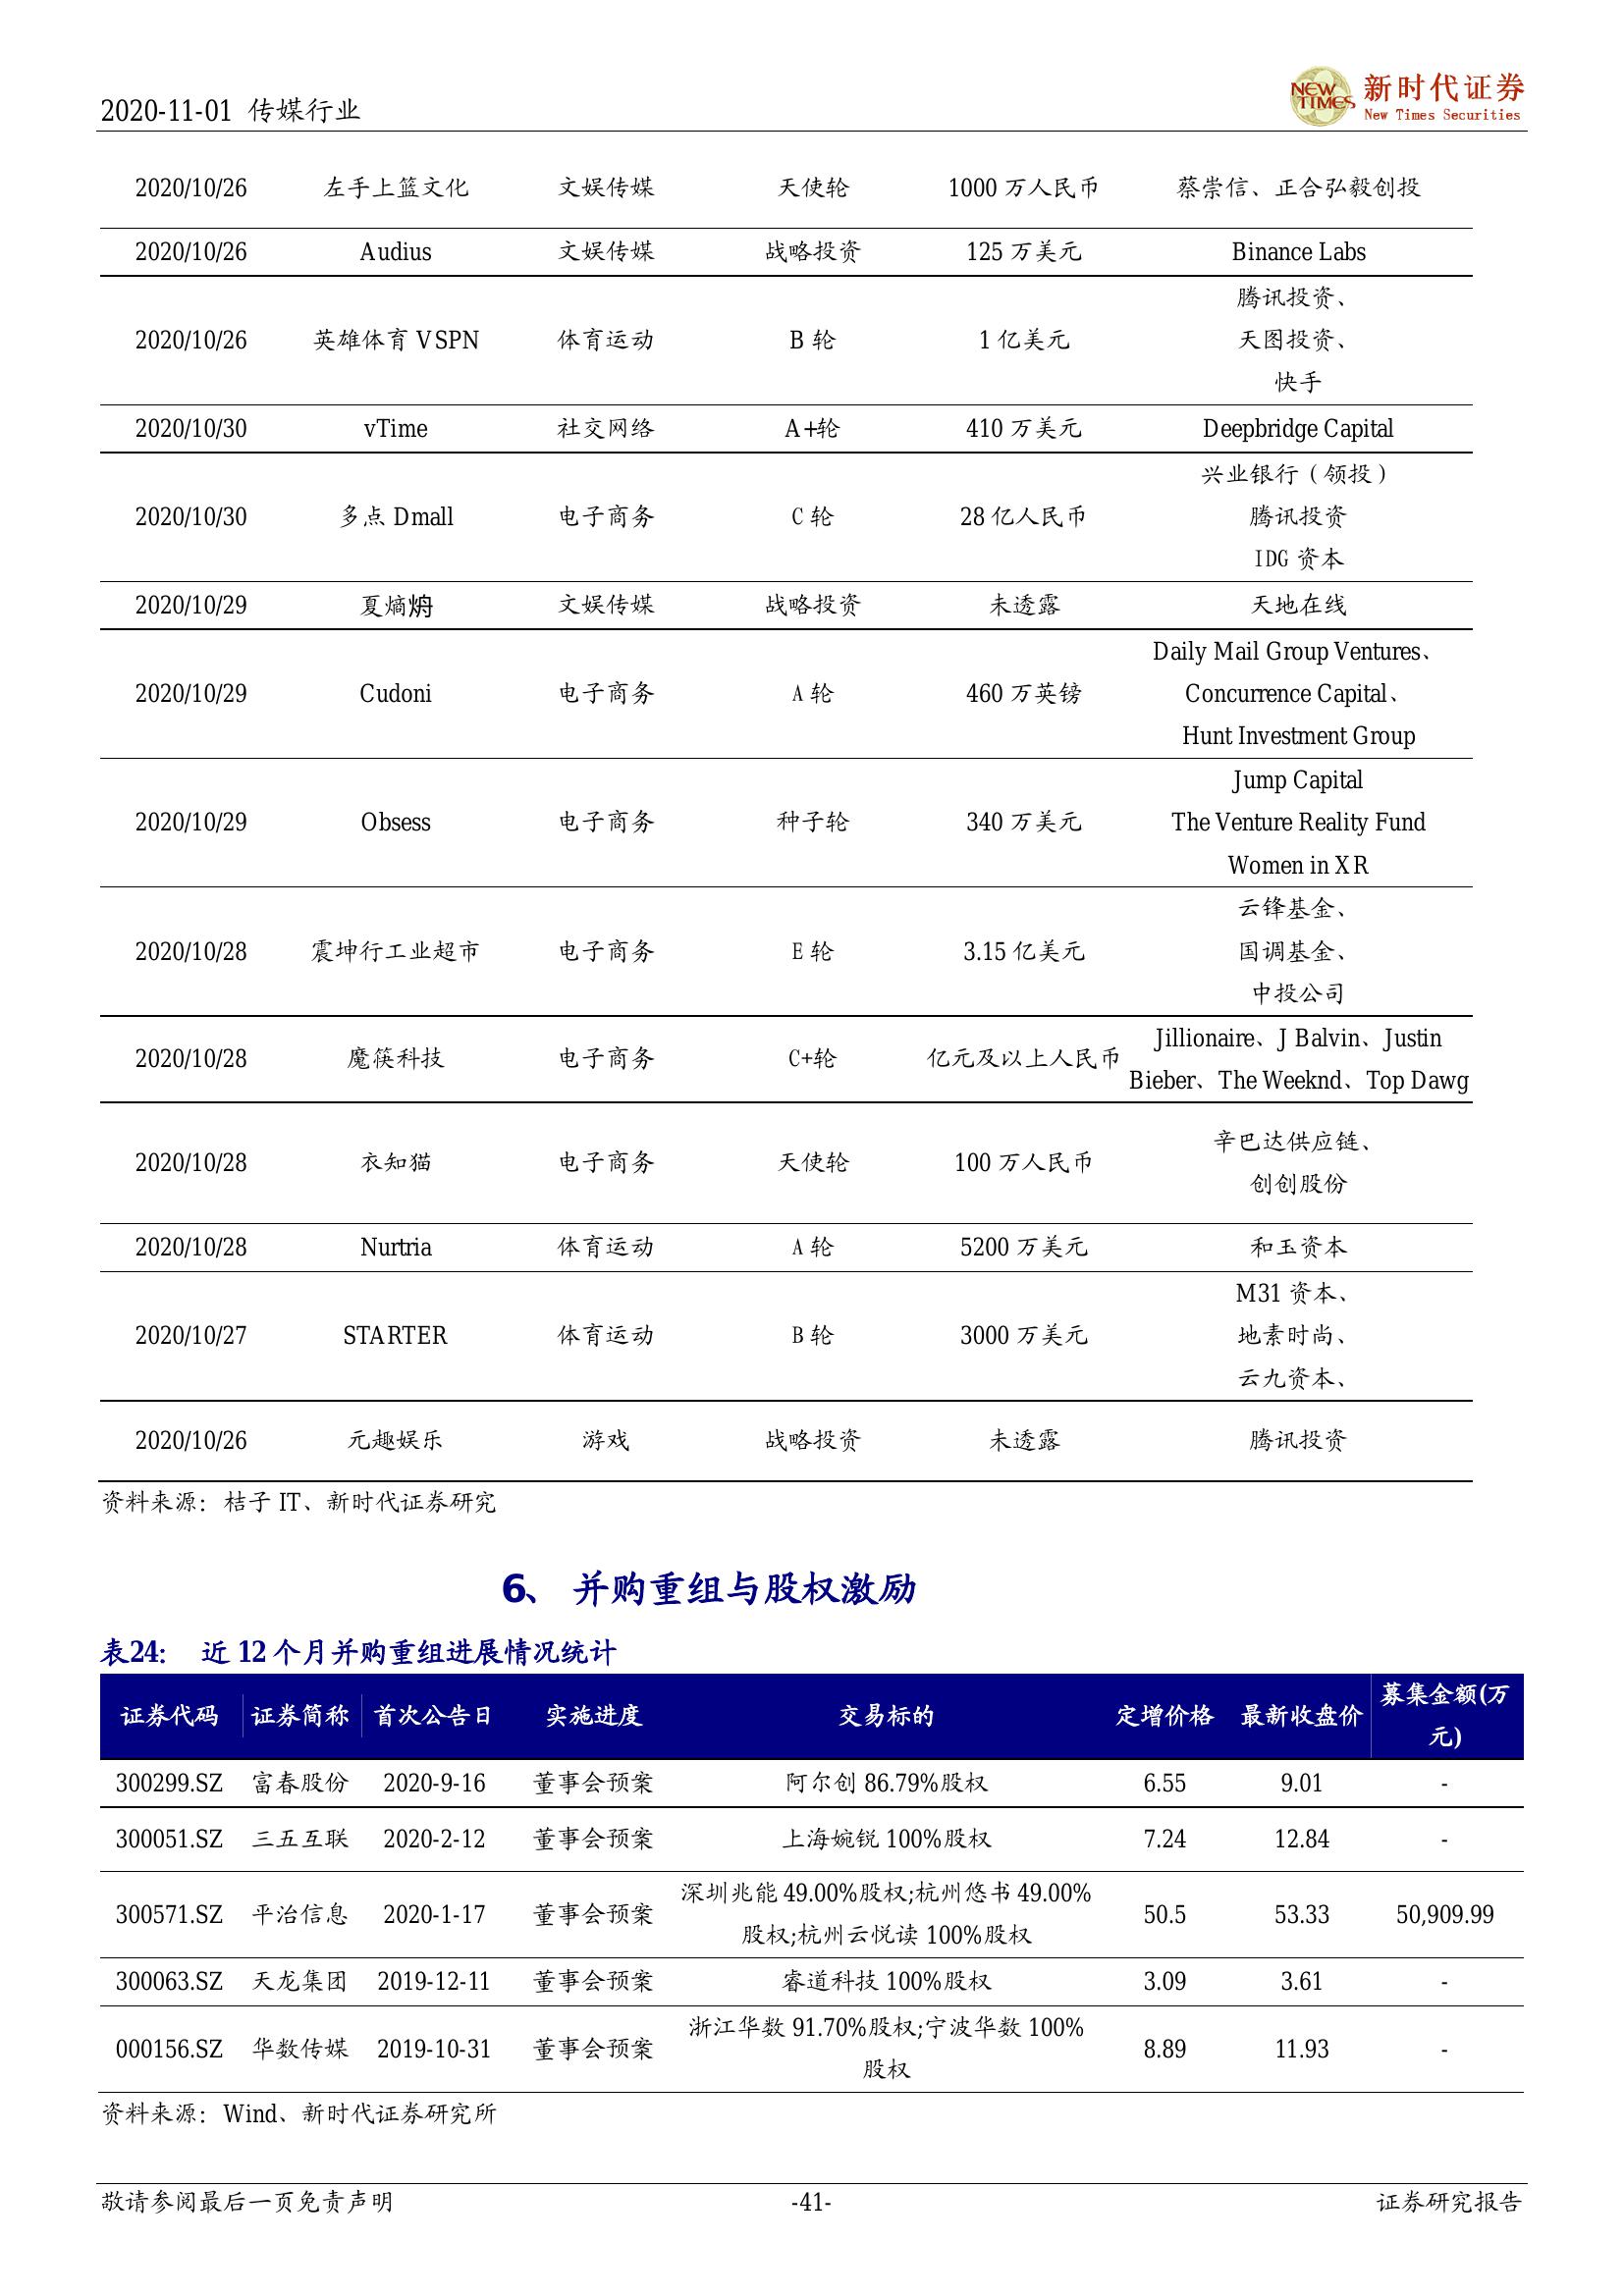 2020-11-01 传媒行业
NEW TIMES 新时代证券
New Times Securities
2020/10/26 左手上篮文化 文娱传媒 天使轮 1000 万人民币 蔡崇信、正合弘毅创投
2020/10/26 Audius 文娱传媒 战略投资 125 万美元 Binance Labs
2020/10/26 英雄体育 VSPN 体育运动 B 轮 1 亿美元 腾讯投资、
天图投资、
快手
2020/10/30 vTime 社交网络 A+轮 410 万美元 Deepbridge Capital
2020/10/30 多点 Dmall 电子商务 C 轮 28 亿人民币 兴业银行（领投）
腾讯投资
IDG 资本
2020/10/29 夏熵 文娱传媒 战略投资 未透露 天地在线
2020/10/29 Cudoni 电子商务 A 轮 460 万英镑 Daily Mail Group Ventures、
Concurrence Capital、
Hunt Investment Group
2020/10/29 Obsess 电子商务 种子轮 340 万美元 Jump Capital
The Venture Reality Fund
Women in XR
2020/10/28 震坤行工业超市 电子商务 E 轮 3.15 亿美元 云锋基金、
国调基金、
中投公司
2020/10/28 魔筷科技 电子商务 C+轮 亿元及以上人民币 Jillionaire、J Balvin、Justin
Bieber、The Weeknd、Top Dawg
2020/10/28 衣知猫 电子商务 天使轮 100 万人民币 辛巴达供应链、
创创股份
2020/10/28 Nurtria 体育运动 A 轮 5200 万美元 和玉资本
2020/10/27 STARTER 体育运动 B 轮 3000 万美元 M31 资本、
地素时尚、
云九资本、
2020/10/26 元趣娱乐 游戏 战略投资 未透露 腾讯投资
资料来源：桔子 IT、新时代证券研究
6、 并购重组与股权激励
表24： 近 12 个月并购重组进展情况统计
证券代码 证券简称 首次公告日 实施进度 交易标的 定增价格 最新收盘价 募集金额(万
元)
300299.SZ 富春股份 2020-9-16 董事会预案 阿尔创 86.79%股权 6.55 9.01 -
300051.SZ 三五互联 2020-2-12 董事会预案 上海婉锐 100%股权 7.24 12.84 -
300571.SZ 平治信息 2020-1-17 董事会预案 深圳兆能 49.00%股权;杭州悠书 49.00%
股权;杭州云悦读 100%股权 50.5 53.33 50,909.99
300063.SZ 天龙集团 2019-12-11 董事会预案 睿道科技 100%股权 3.09 3.61 -
000156.SZ 华数传媒 2019-10-31 董事会预案 浙江华数 91.70%股权;宁波华数 100%
股权 8.89 11.93 -
资料来源：Wind、新时代证券研究所
敬请参阅最后一页免责声明 -41- 证券研究报告